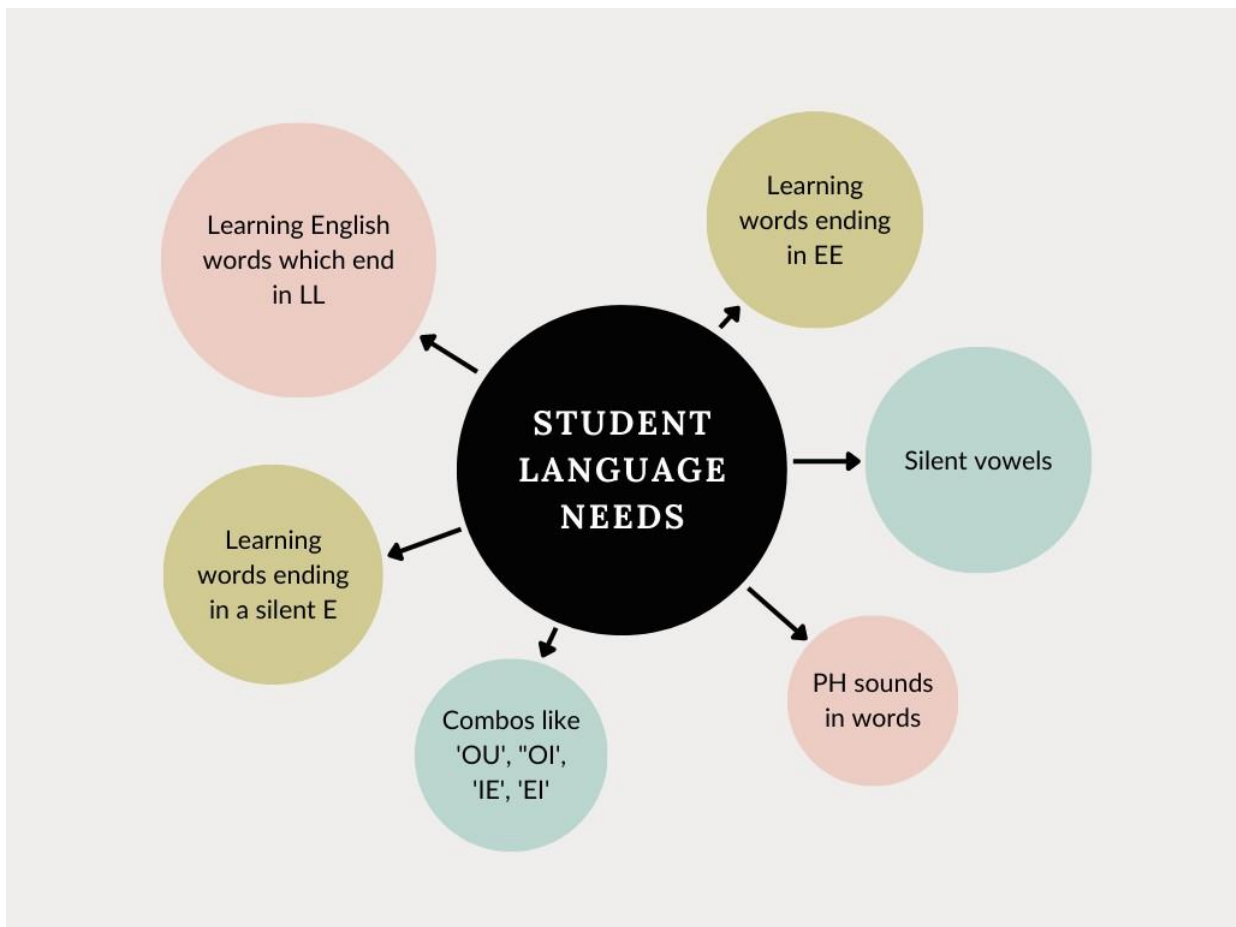 Learning English
words which end
in LL
Learning
words ending
in EE
STUDENT
LANGUAGE
NEEDS
Silent vowels
Learning
words ending
in a silent E
PH sounds
in words
Combos like
'OU', "OI',
'IE', 'EI'